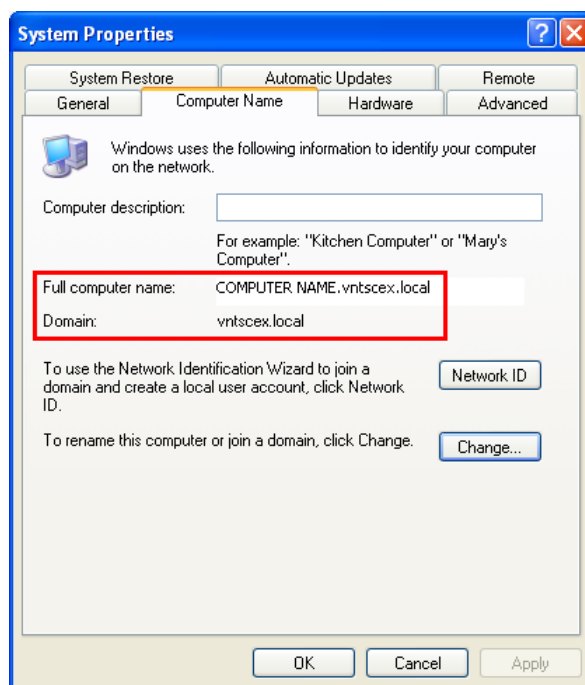 System Properties
System Restore Automatic Updates Remote
General Computer Name Hardware Advanced
Windows uses the following information to identify your computer
on the network.
Computer description:
For example: "Kitchen Computer" or "Mary's
Computer".
Full computer name: COMPUTER NAME.vntscex.local
Domain: vntscex.local
To use the Network Identification Wizard to join a
domain and create a local user account, click Network
ID.
Network ID
To rename this computer or join a domain, click Change.
Change...
OK Cancel Apply